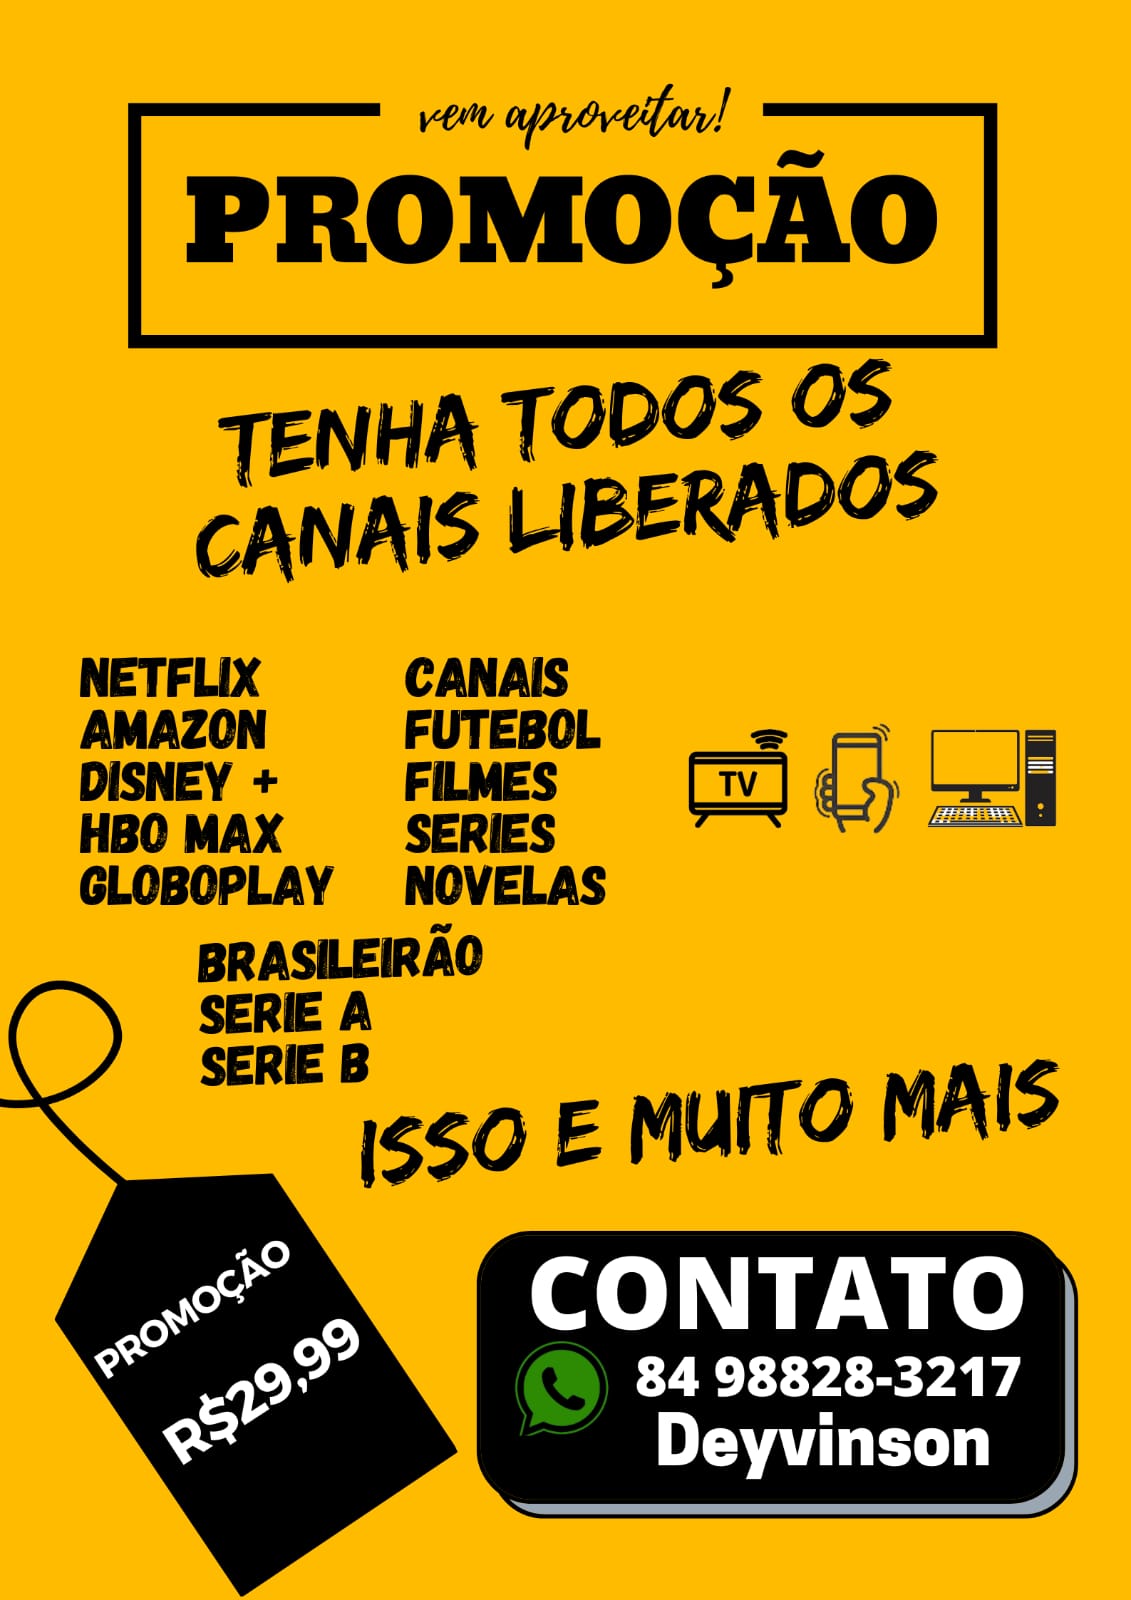 vem aproveitar!
PROMOÇÃO
TENHA TODOS OS
CANAIS LIBERADOS
NETFLIX
AMAZON
DISNEY +
HBO MAX
GLOBOPLAY
CANAIS
FUTEBOL
FILMES
SERIES
NOVELAS
TV
BRASILEIRÃO
SERIE A
SERIE B
ISSO E MUITO MAIS
PROMOÇÃO
R$29,99
CONTATO
84 98828-3217
Deyvinson